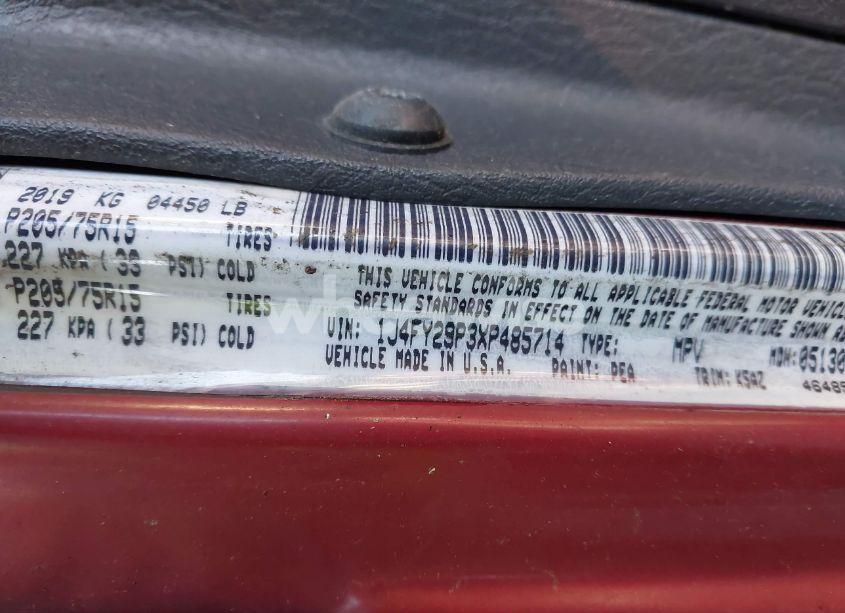 2019 KG 04450 LB
P205/75R15 TIRES
227 KPA ( 33 PSI) COLD
P205/75R15 TIRES
227 KPA ( 33 PSI) COLD
THIS VEHICLE CONFORMS TO ALL APPLICABLE FEDERAL MOTOR VEHICLE
SAFETY STANDARDS IN EFFECT ON THE DATE OF MANUFACTURE SHOWN
VIN: 1J4FY29P3XP485714 TYPE: MPV MDH: 05130
VEHICLE MADE IN U.S.A. PAINT: PEA TRIM: K5AZ